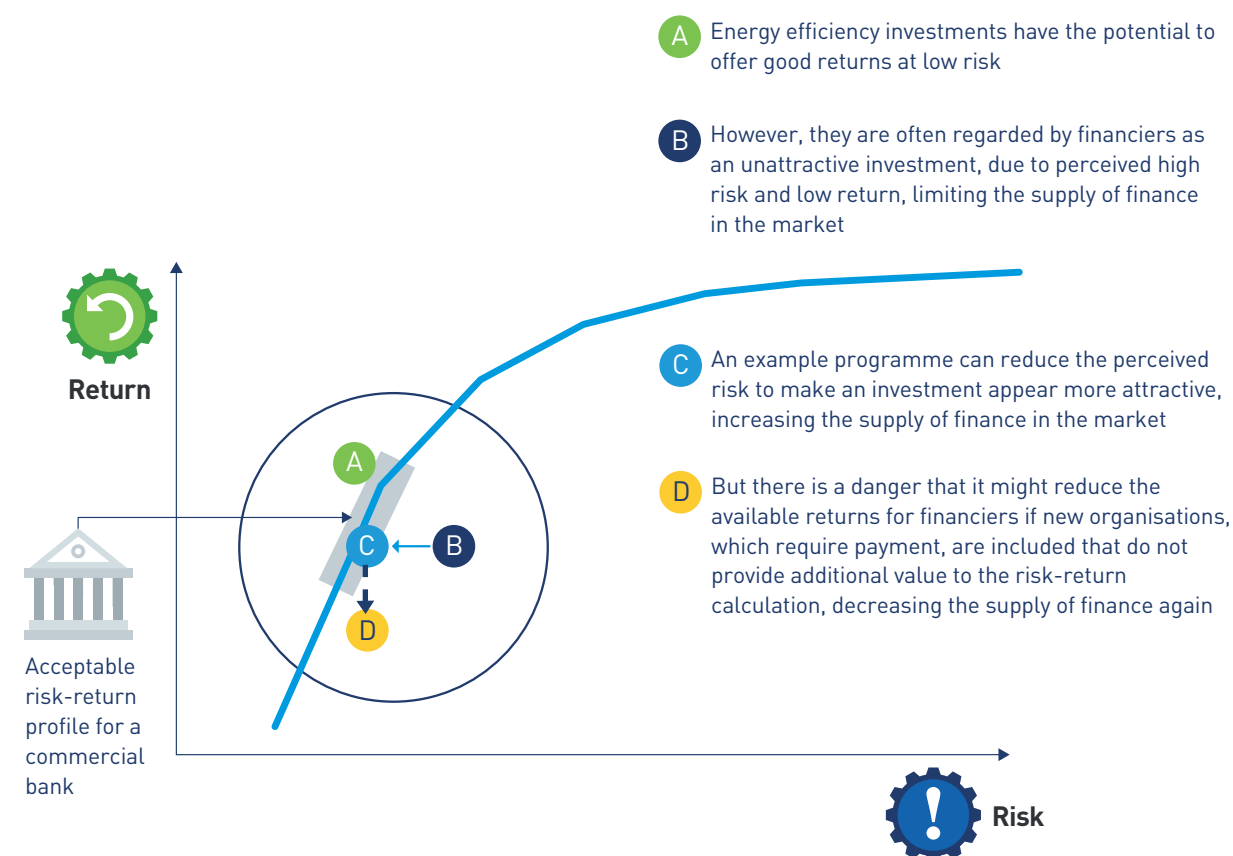 A
Energy efficiency investments have the potential to
offer good returns at low risk
B
However, they are often regarded by financiers as
an unattractive investment, due to perceived high
risk and low return, limiting the supply of finance
in the market
C
An example programme can reduce the perceived
risk to make an investment appear more attractive,
increasing the supply of finance in the market
D
But there is a danger that it might reduce the
available returns for financiers if new organisations,
which require payment, are included that do not
provide additional value to the risk-return
calculation, decreasing the supply of finance again
Return
A
C
B
D
Acceptable
risk-return
profile for a
commercial
bank
!
Risk